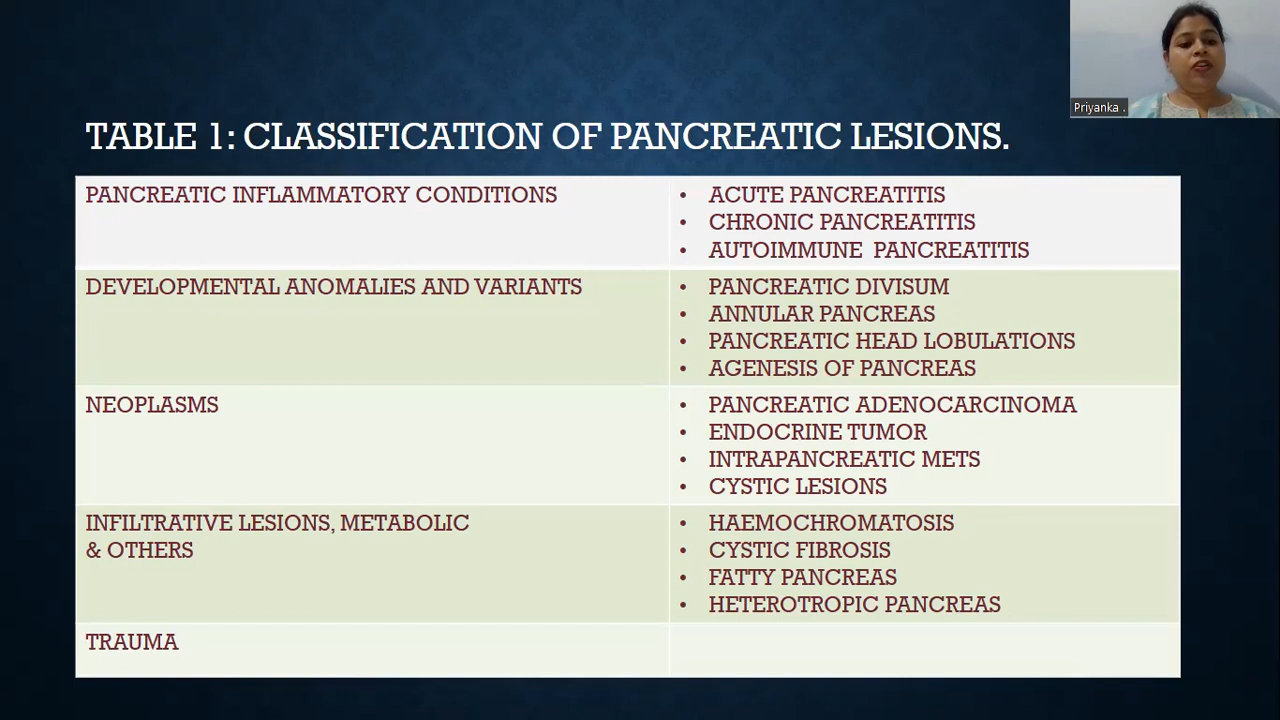 Priyanka .
TABLE 1: CLASSIFICATION OF PANCREATIC LESIONS.
PANCREATIC INFLAMMATORY CONDITIONS
• ACUTE PANCREATITIS
• CHRONIC PANCREATITIS
• AUTOIMMUNE PANCREATITIS
DEVELOPMENTAL ANOMALIES AND VARIANTS
• PANCREATIC DIVISUM
• ANNULAR PANCREAS
• PANCREATIC HEAD LOBULATIONS
• AGENESIS OF PANCREAS
NEOPLASMS
• PANCREATIC ADENOCARCINOMA
• ENDOCRINE TUMOR
• INTRAPANCREATIC METS
• CYSTIC LESIONS
INFILTRATIVE LESIONS, METABOLIC
& OTHERS
• HAEMOCHROMATOSIS
• CYSTIC FIBROSIS
• FATTY PANCREAS
• HETEROTROPIC PANCREAS
TRAUMA